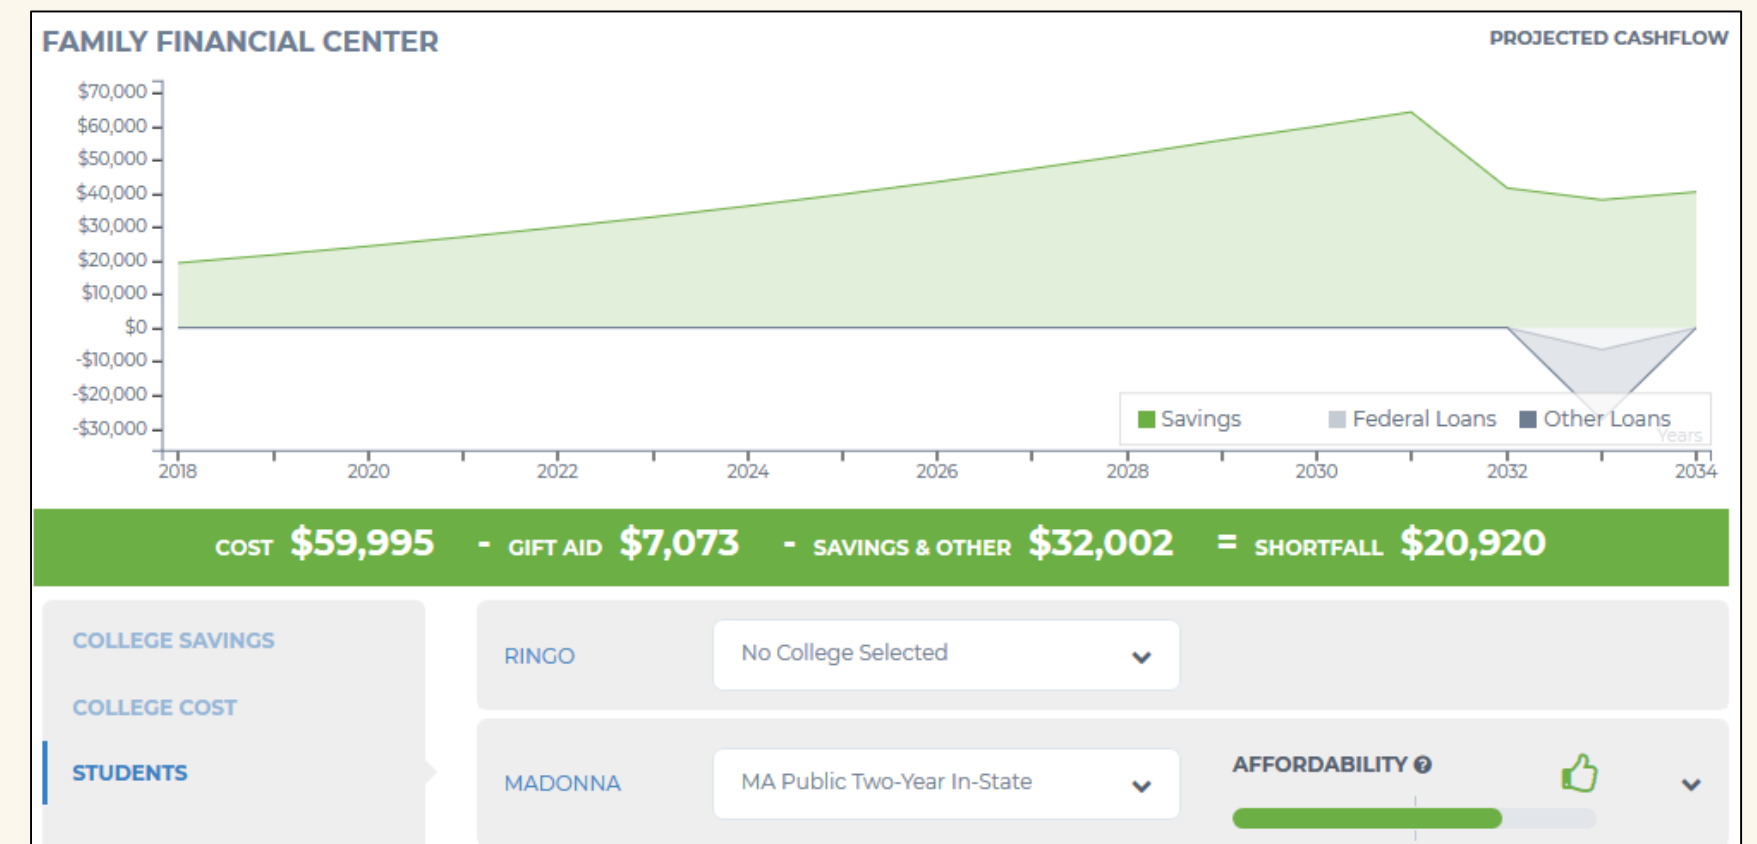 FAMILY FINANCIAL CENTER
PROJECTED CASHFLOW
$70,000
$60,000
$50,000
$40,000
$30,000
$20,000
$10,000
$0
-$10,000
-$20,000
-$30,000
Savings Federal Loans Other Loans
Years
2018 2020 2022 2024 2026 2028 2030 2032 2034
COST $59,995 - GIFT AID $7,073 - SAVINGS & OTHER $32,002 = SHORTFALL $20,920
COLLEGE SAVINGS
COLLEGE COST
STUDENTS
RINGO No College Selected
MADONNA MA Public Two-Year In-State
AFFORDABILITY ?